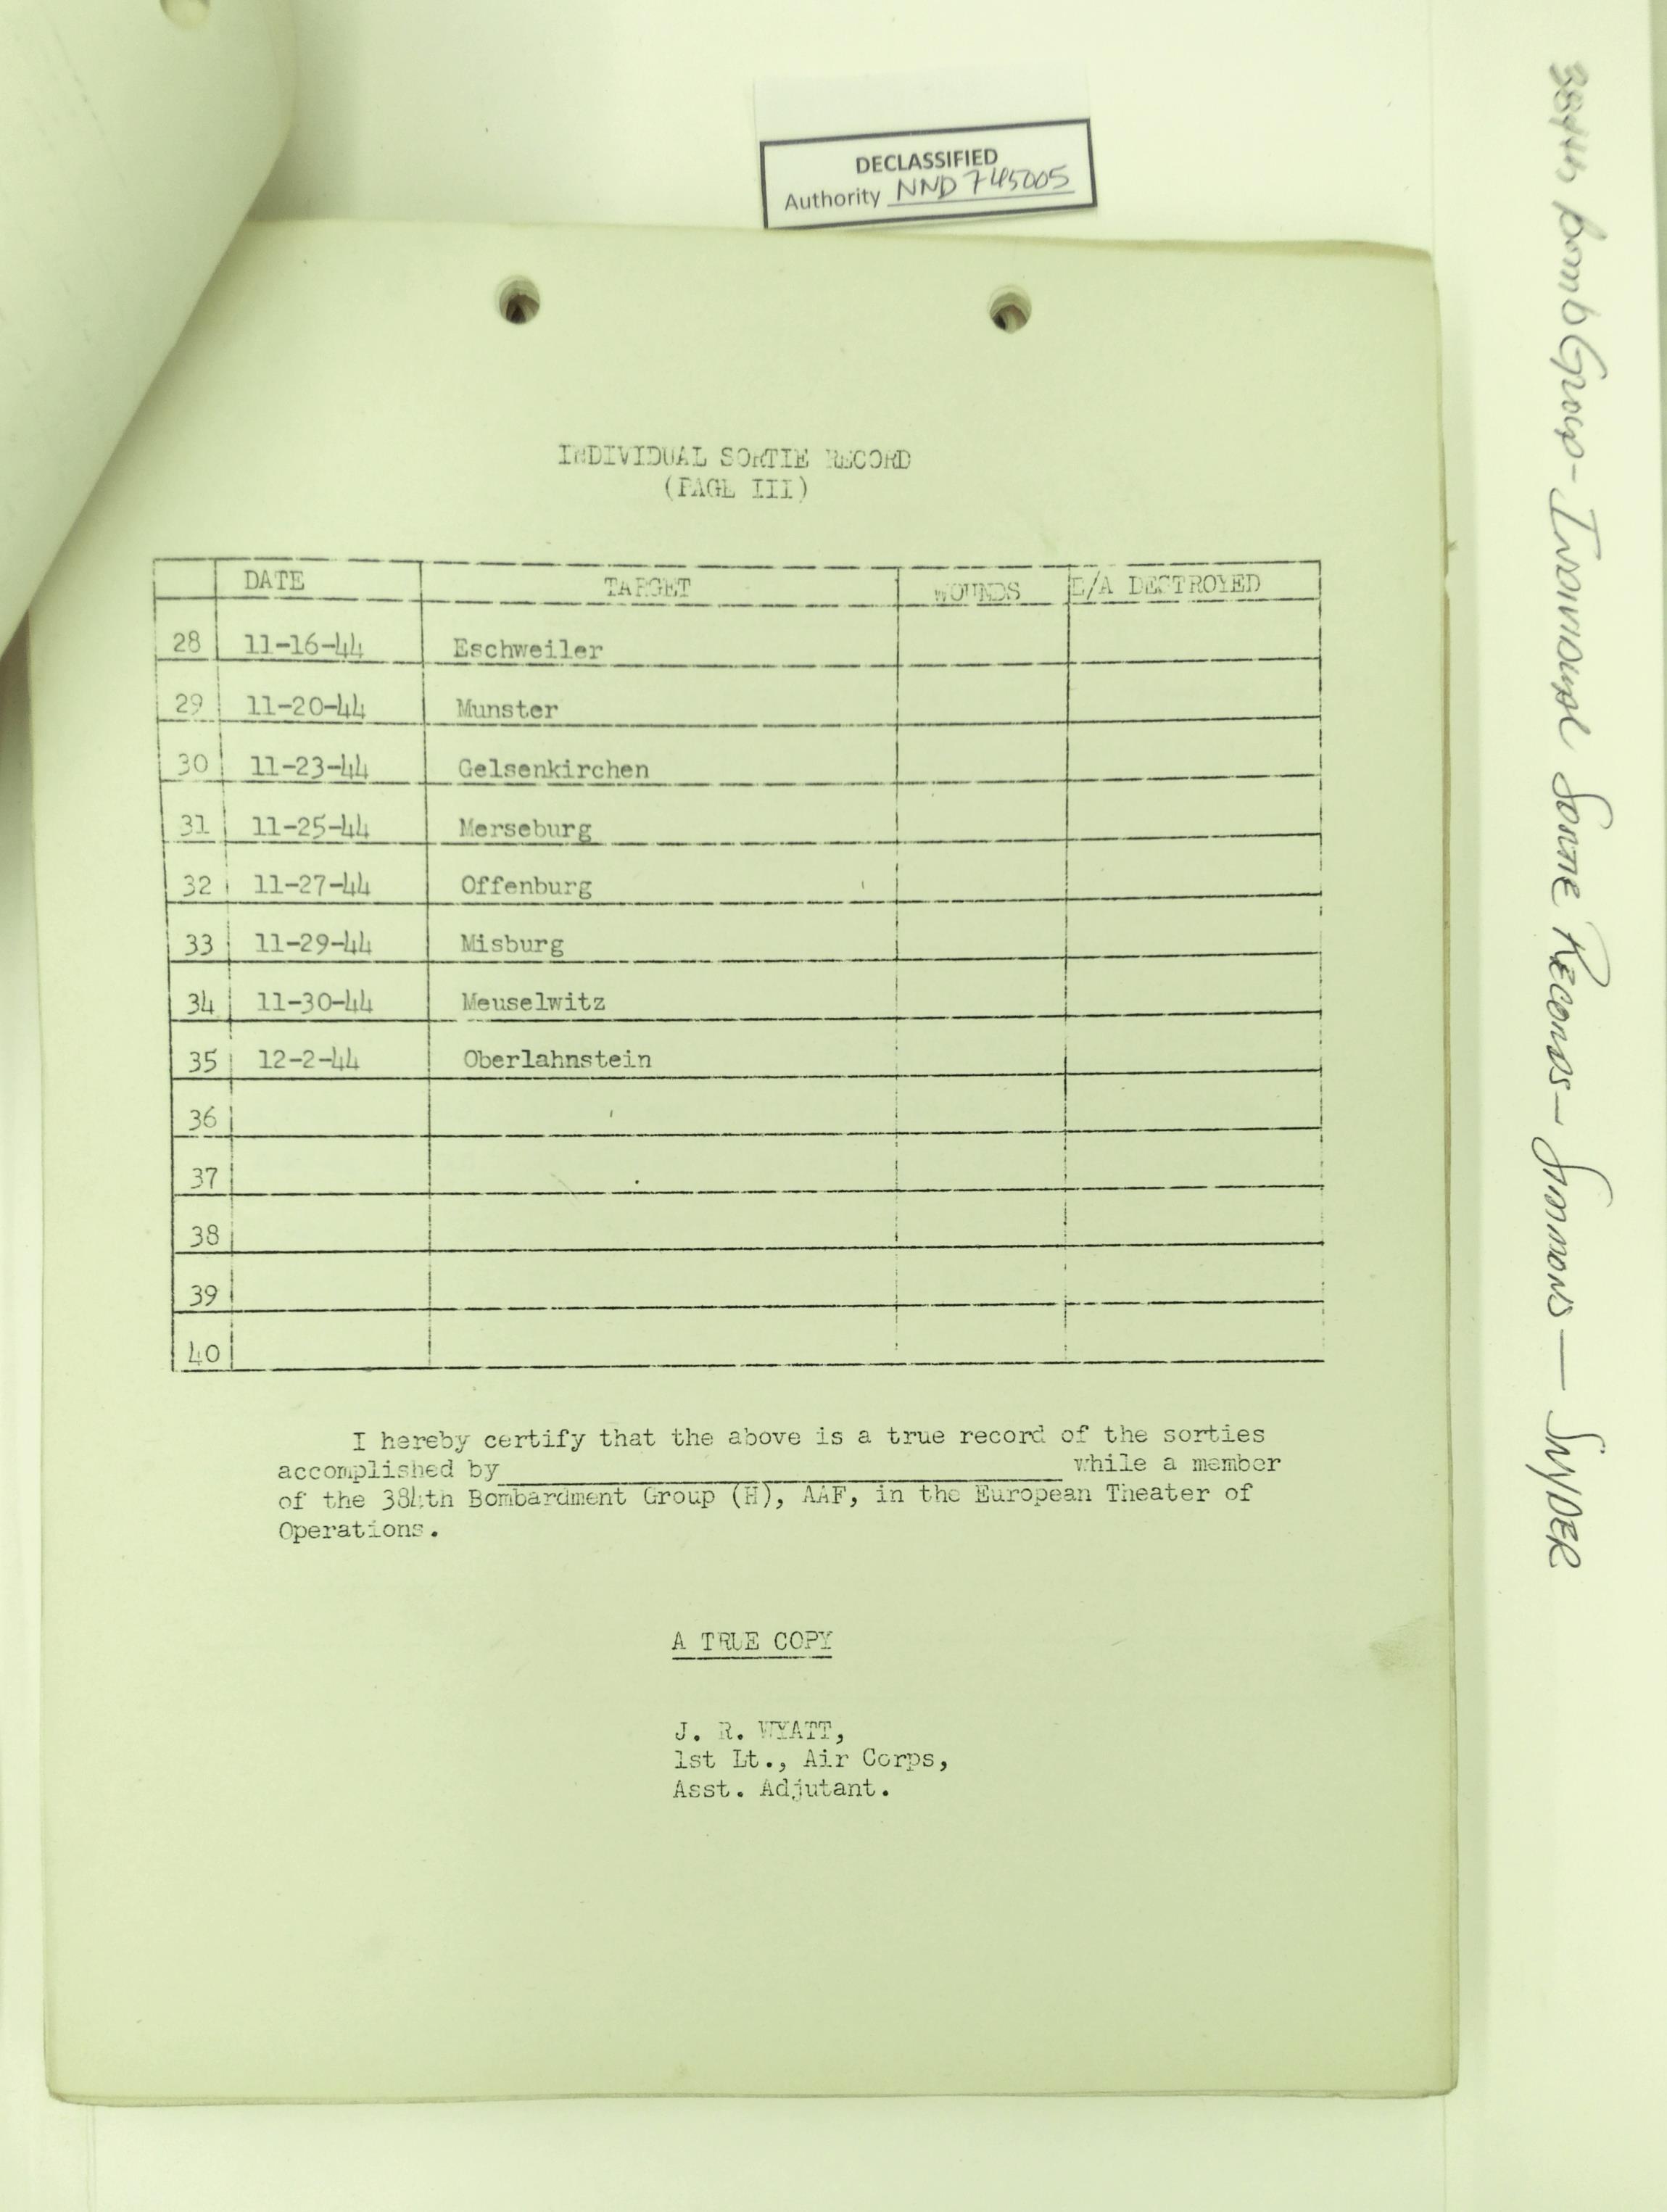 DECLASSIFIED
Authority NND 745005
INDIVIDUAL SORTIE RECORD
(PAGE III)
DATE TARGET WOUNDS E/A DESTROYED
28 11-16-44 Eschweiler
29 11-20-44 Munster
30 11-23-44 Gelsenkirchen
31 11-25-44 Merseburg
32 11-27-44 Offenburg
33 11-29-44 Misburg
34 11-30-44 Meuselwitz
35 12-2-44 Oberlahnstein
36
37
38
39
40
I hereby certify that the above is a true record of the sorties
accomplished by while a member
of the 384th Bombardment Group (H), AAF, in the European Theater of
Operations.
A TRUE COPY
J. R. WYATT,
1st Lt., Air Corps,
Asst. Adjutant.
384th Bomb Group - Individual Sortie Records - Simmons - Snyder